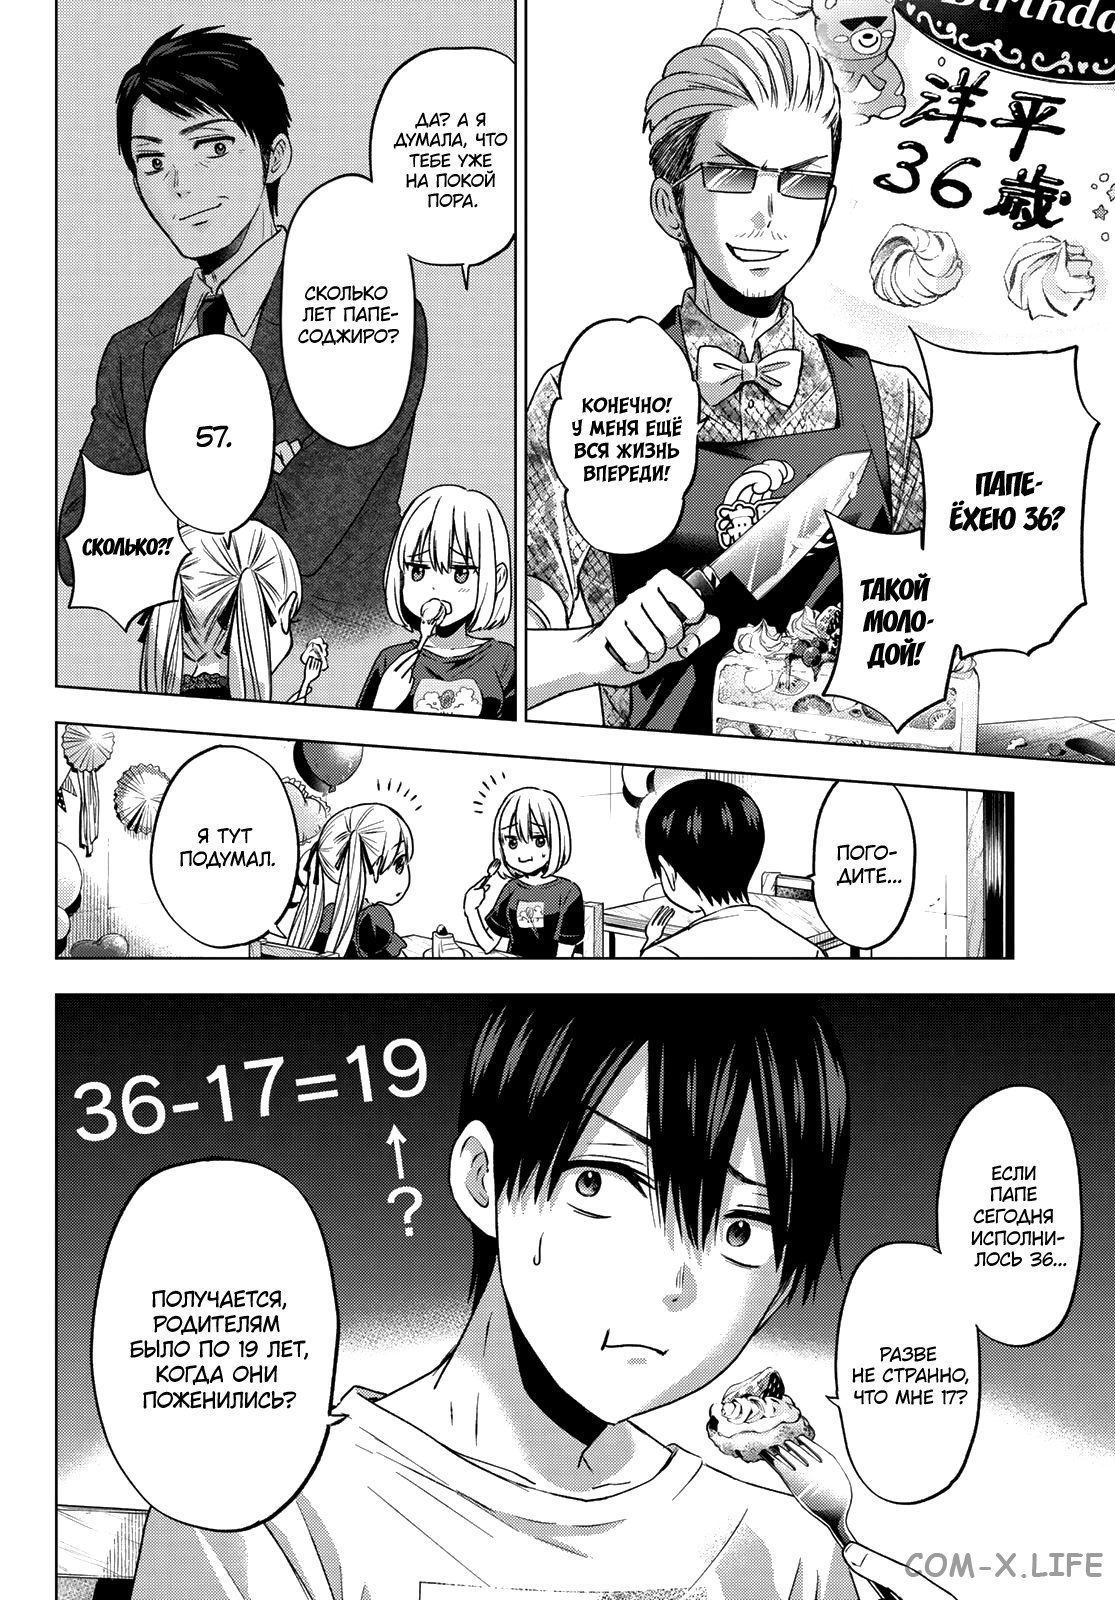 Birthda
洋平
36歳
ПАПЕ-
ЁХЕЮ 36?
ТАКОЙ
МОЛО-
ДОЙ!
КОНЕЧНО!
У МЕНЯ ЕЩЁ
ВСЯ ЖИЗНЬ
ВПЕРЕДИ!
ДА? А Я
ДУМАЛА, ЧТО
ТЕБЕ УЖЕ
НА ПОКОЙ
ПОРА.
СКОЛЬКО
ЛЕТ ПАПЕ-
СОДЖИРО?
57.
СКОЛЬКО?!
ПОГО-
ДИТЕ...
Я ТУТ
ПОДУМАЛ.
ЕСЛИ
ПАПЕ
СЕГОДНЯ
ИСПОЛНИ-
ЛОСЬ 36...
РАЗВЕ
НЕ СТРАННО,
ЧТО МНЕ 17?
36-17=19
↑
?
ПОЛУЧАЕТСЯ,
РОДИТЕЛЯМ
БЫЛО ПО 19 ЛЕТ,
КОГДА ОНИ
ПОЖЕНИЛИСЬ?
COM-X.LIFE